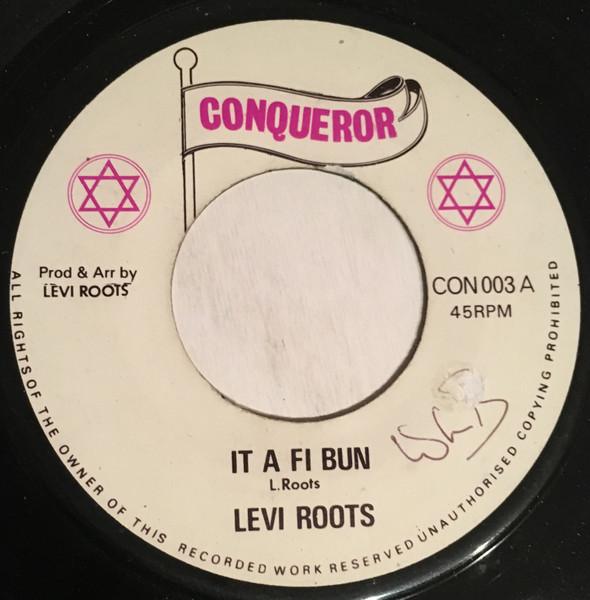 CONQUEROR
Prod & Arr by
LEVI ROOTS
CON 003 A
45RPM
IT A FI BUN
L.Roots
LEVI ROOTS
ALL RIGHTS OF THE OWNER OF THIS RECORDED WORK RESERVED UNAUTHORISED COPYING PROHIBITED